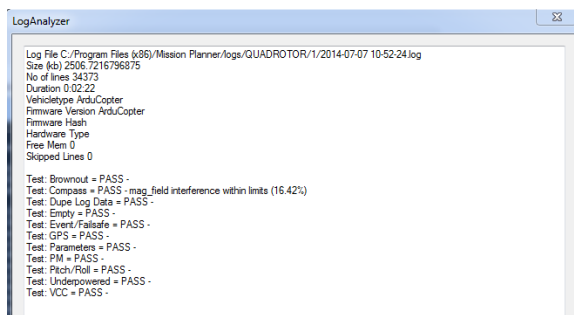 LogAnalyzer
Log File C:/Program Files (x86)/Mission Planner/logs/QUADROTOR/1/2014-07-07 10-52-24.log
Size (kb) 2506.7216796875
No of lines 34373
Duration 0:02:22
Vehicletype ArduCopter
Firmware Version ArduCopter
Firmware Hash
Hardware Type
Free Mem 0
Skipped Lines 0
Test: Brownout = PASS -
Test: Compass = PASS - mag_field interference within limits (16.42%)
Test: Dupe Log Data = PASS -
Test: Empty = PASS -
Test: Event/Failsafe = PASS -
Test: GPS = PASS -
Test: Parameters = PASS -
Test: PM = PASS -
Test: Pitch/Roll = PASS -
Test: Underpowered = PASS -
Test: VCC = PASS -